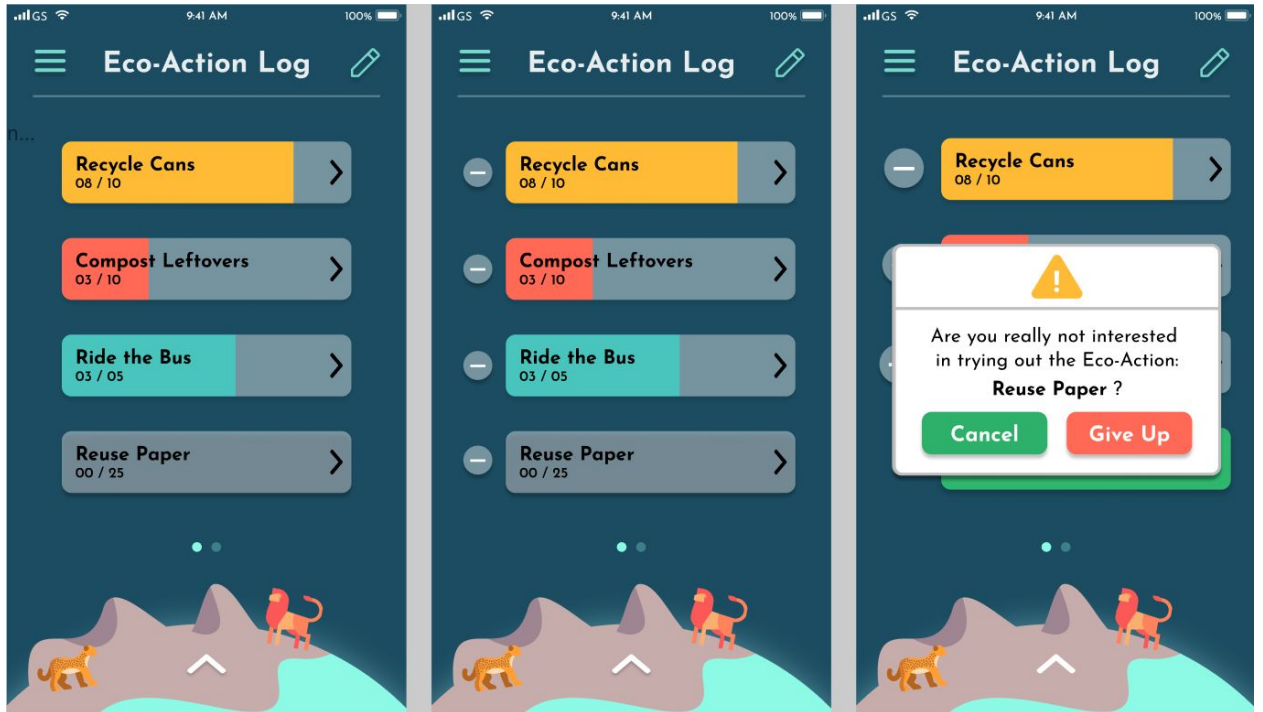 GS 9:41 AM 100%
Eco-Action Log
n...
Recycle Cans
08 / 10
Compost Leftovers
03 / 10
Ride the Bus
03 / 05
Reuse Paper
00 / 25
GS 9:41 AM 100%
Eco-Action Log
Recycle Cans
08 / 10
Compost Leftovers
03 / 10
Ride the Bus
03 / 05
Reuse Paper
00 / 25
GS 9:41 AM 100%
Eco-Action Log
Recycle Cans
08 / 10
Are you really not interested
in trying out the Eco-Action:
Reuse Paper ?
Cancel Give Up